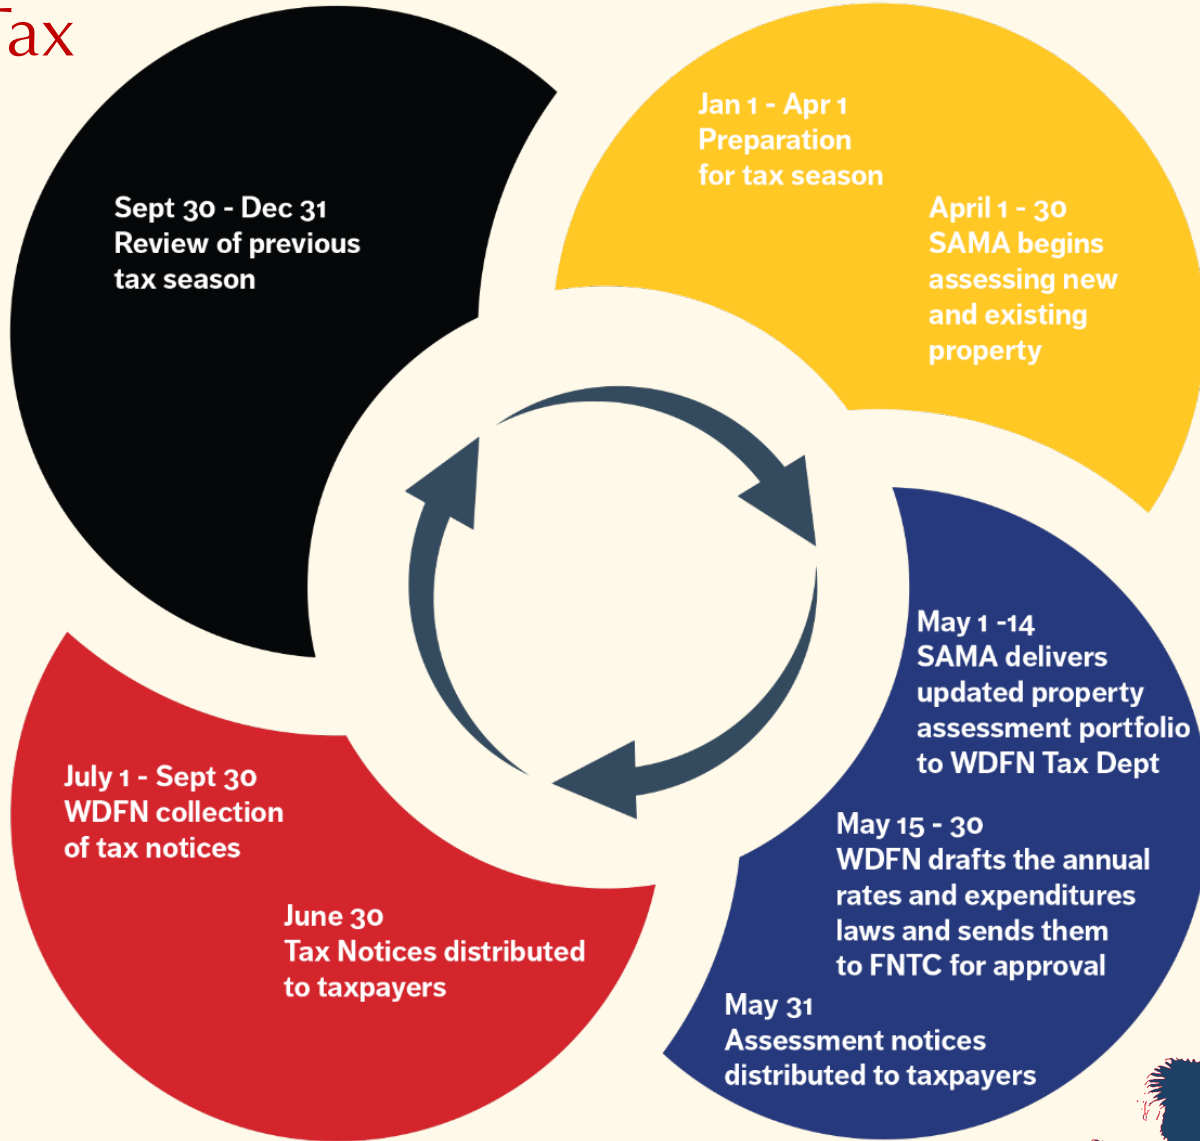 Tax
Jan 1 - Apr 1
Preparation
for tax season
April 1 - 30
SAMA begins
assessing new
and existing
property
May 1 -14
SAMA delivers
updated property
assessment portfolio
to WDFN Tax Dept
May 15 - 30
WDFN drafts the annual
rates and expenditures
laws and sends them
to FNTC for approval
May 31
Assessment notices
distributed to taxpayers
June 30
Tax Notices distributed
to taxpayers
July 1 - Sept 30
WDFN collection
of tax notices
Sept 30 - Dec 31
Review of previous
tax season